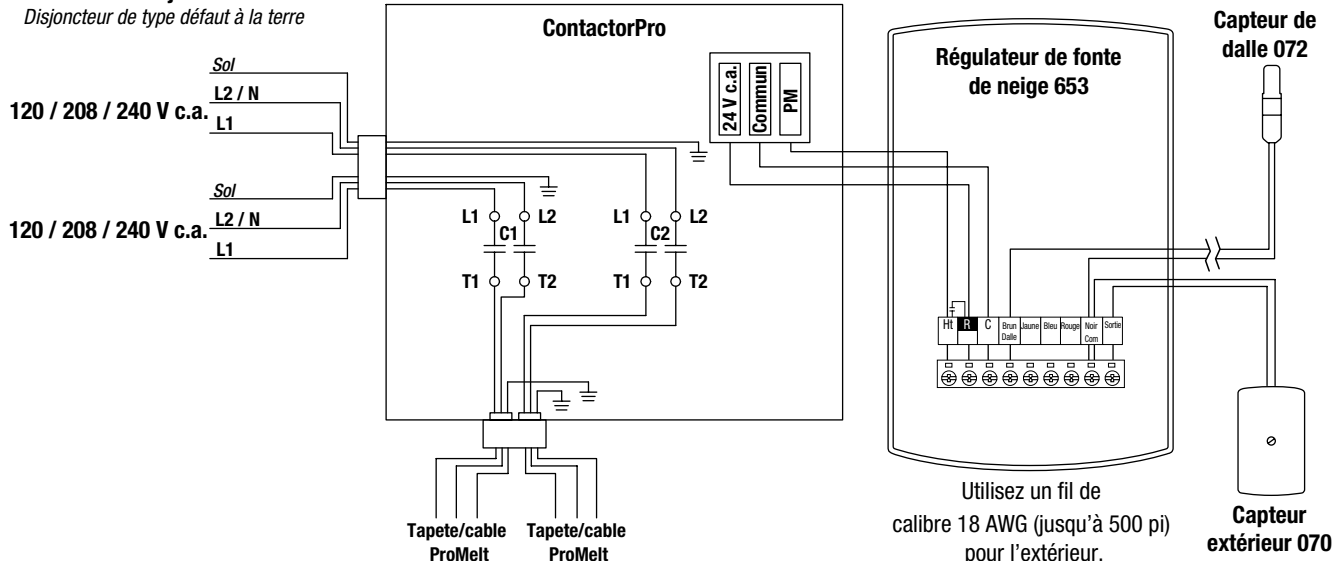 Disjoncteur de type défaut à la terre
ContactorPro
Régulateur de fonte
de neige 653
Capteur de
dalle 072
24 V c.a.
Commun
PM
Sol
L2 / N
120 / 208 / 240 V c.a.
L1
Sol
L2 / N
120 / 208 / 240 V c.a.
L1
L1
C1
L2
L1
C2
L2
T1
T2
T1
T2
Ht
R
C
Brun
Dalle
Jaune
Bleu
Rouge
Noir
Com
Sortie
Tapete/cable
ProMelt
Tapete/cable
ProMelt
Utilisez un fil de
calibre 18 AWG (jusqu'à 500 pi)
pour l'extérieur.
Capteur
extérieur 070